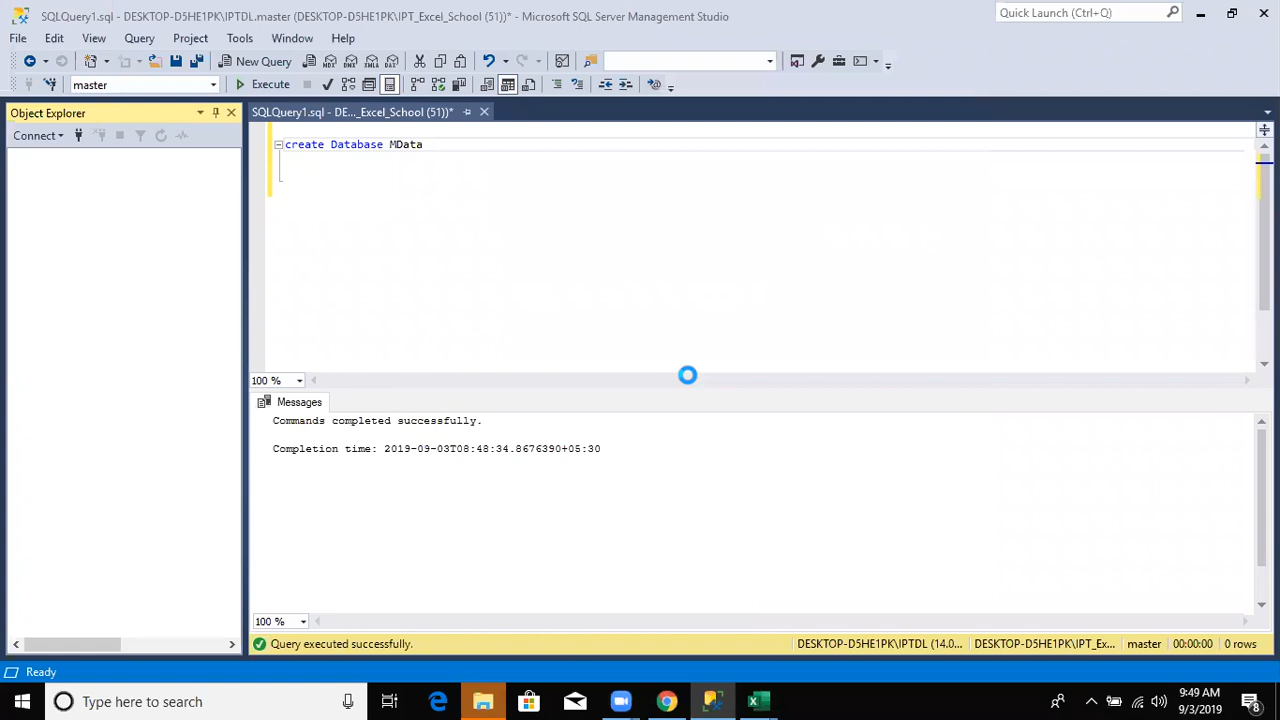 SQLQuery1.sql - DESKTOP-D5HE1PK\IPTDL.master (DESKTOP-D5HE1PK\IPT_Excel_School (51))* - Microsoft SQL Server Management Studio
Quick Launch (Ctrl+Q)
File Edit View Query Project Tools Window Help
New Query
master
Execute
Object Explorer
SQLQuery1.sql - DE..._Excel_School (51))*
Connect
create Database MData
100 %
Messages
Commands completed successfully.
Completion time: 2019-09-03T08:48:34.8676390+05:30
100 %
Query executed successfully.
DESKTOP-D5HE1PK\IPTDL (14.0... DESKTOP-D5HE1PK\IPT_Ex... master 00:00:00 0 rows
Ready
Type here to search
9:49 AM
9/3/2019
8